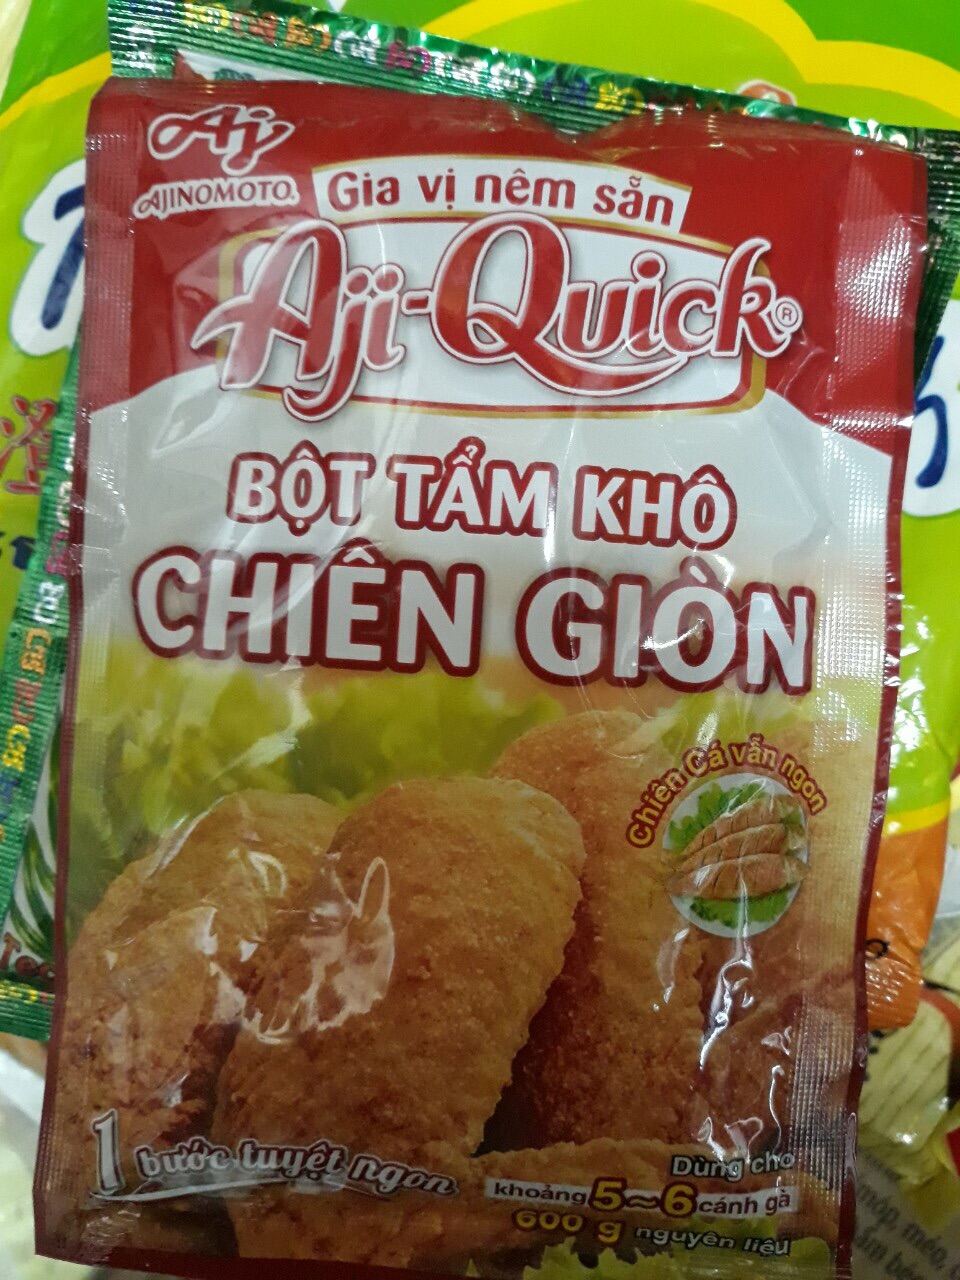 Aj
AJINOMOTO.
Gia vị nêm sẵn
Aji-Quick®
BỘT TẨM KHÔ
CHIÊN GIÒN
Chiên Cá vẫn ngon
1 bước tuyệt ngon
Dùng cho
khoảng 5~6 cánh gà
600 g nguyên liệu